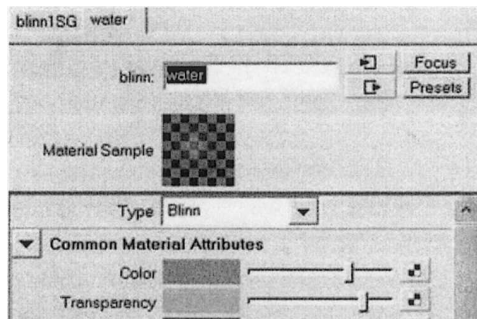 blinn1SG water
blinn: water Focus
Presets
Material Sample
Type Blinn
Common Material Attributes
Color
Transparency